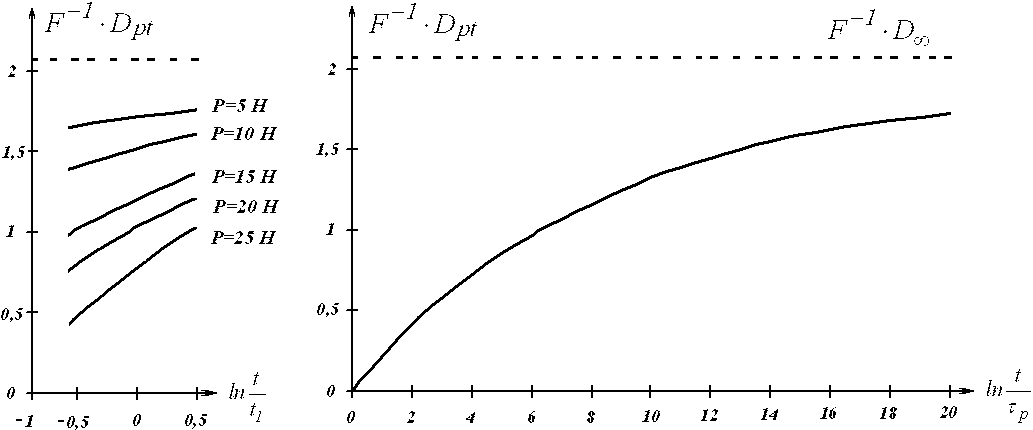 F⁻¹ · D_pt
2
1,5
1
0,5
0
-1 -0,5 0 0,5
ln t/t₁
P=5 H
P=10 H
P=15 H
P=20 H
P=25 H
F⁻¹ · D_pt
F⁻¹ · D_∞
2
1,5
1
0,5
0
0 2 4 6 8 10 12 14 16 18 20
ln t/τ_p